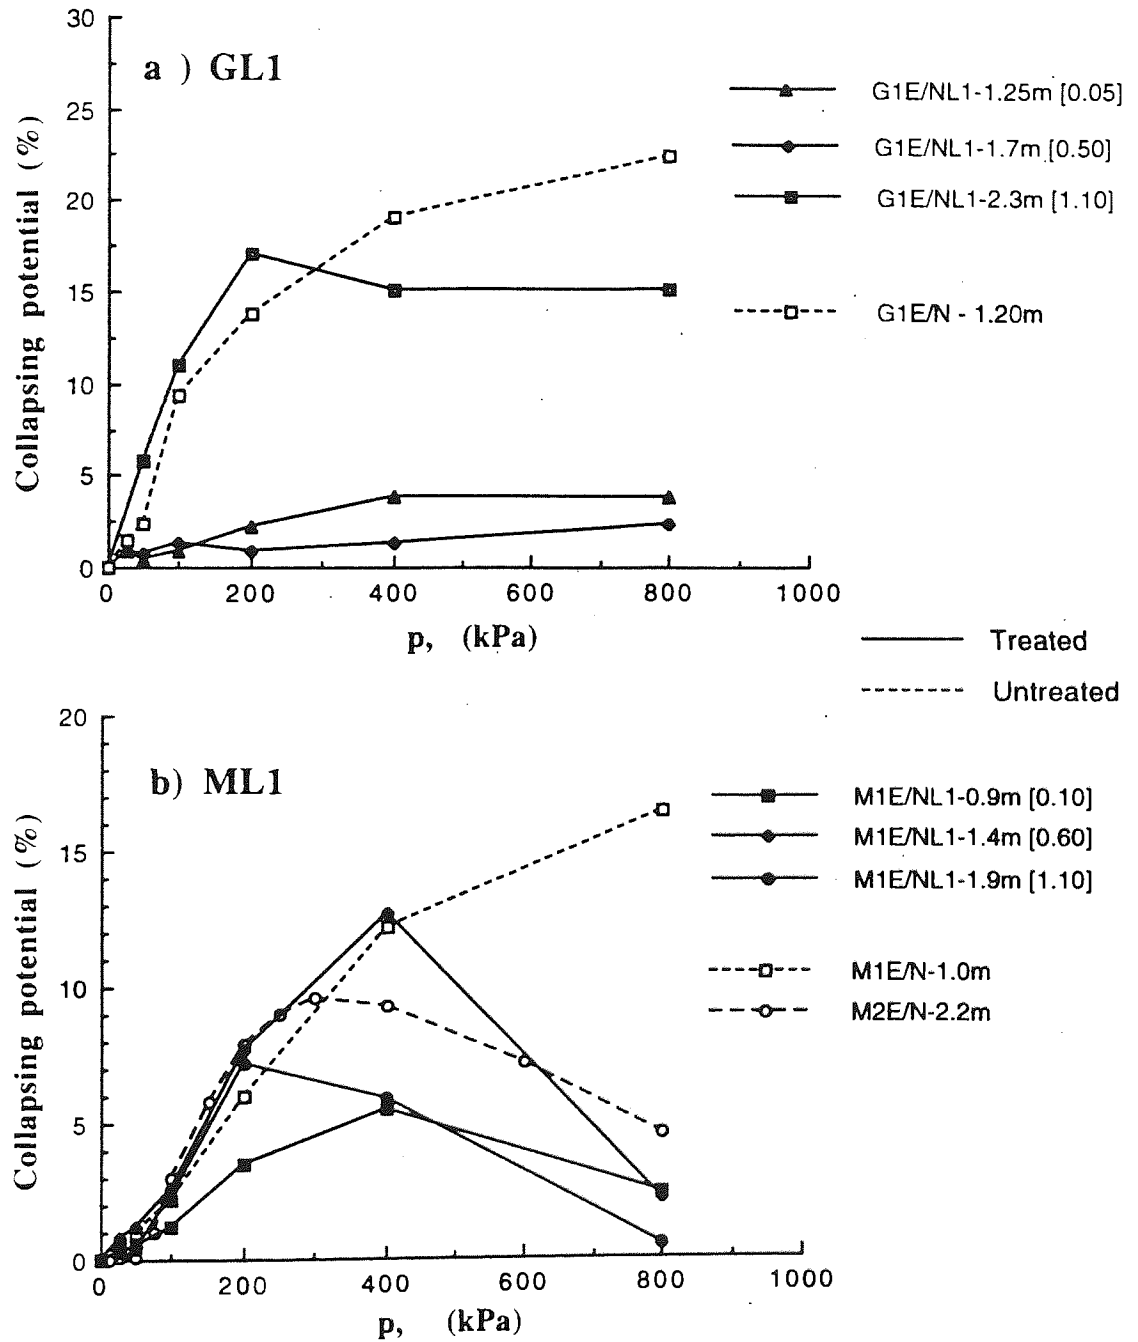 30
a ) GL1
25
20
15
10
5
0
Collapsing potential (%)
0 200 400 600 800 1000
p, (kPa)
G1E/NL1-1.25m [0.05]
G1E/NL1-1.7m [0.50]
G1E/NL1-2.3m [1.10]
G1E/N - 1.20m
Treated
Untreated
20
b) ML1
15
10
5
0
Collapsing potential (%)
0 200 400 600 800 1000
p, (kPa)
M1E/NL1-0.9m [0.10]
M1E/NL1-1.4m [0.60]
M1E/NL1-1.9m [1.10]
M1E/N-1.0m
M2E/N-2.2m